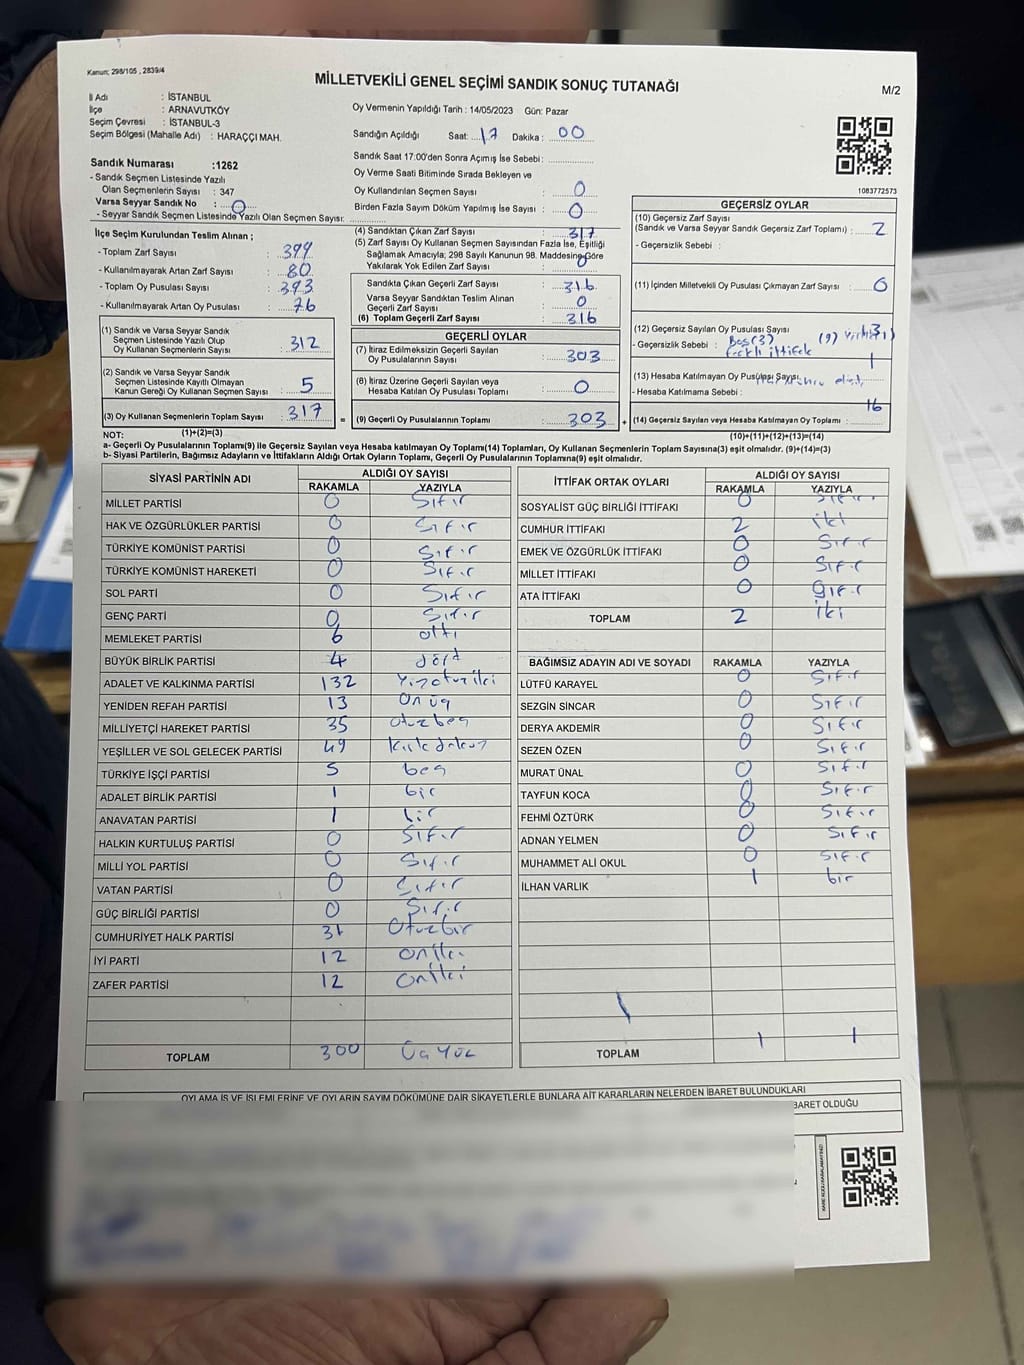 Kanun; 298/105 , 2839/4
MİLLETVEKİLİ GENEL SEÇİMİ SANDIK SONUÇ TUTANAĞI
M/2
İl Adı : İSTANBUL
İlçe : ARNAVUTKÖY
Seçim Çevresi : İSTANBUL-3
Seçim Bölgesi (Mahalle Adı) : HARAÇÇI MAH.
Oy Vermenin Yapıldığı Tarih : 14/05/2023 Gün: Pazar
Sandığın Açıldığı Saat: 17 Dakika : 00
Sandık Saat 17:00'den Sonra Açımış İse Sebebi :
Sandık Numarası :1262
- Sandık Seçmen Listesinde Yazılı
Olan Seçmenlerin Sayısı : 347
Varsa Seyyar Sandık No : 0
- Seyyar Sandık Seçmen Listesinde Yazılı Olan Seçmen Sayısı:
Oy Verme Saati Bitiminde Sırada Bekleyen ve
Oy Kullandırılan Seçmen Sayısı : 0
Birden Fazla Sayım Döküm Yapılmış İse Sayısı : 0
1083772573
İlçe Seçim Kurulundan Teslim Alınan ;
- Toplam Zarf Sayısı : 399
- Kullanılmayarak Artan Zarf Sayısı : 80
- Toplam Oy Pusulası Sayısı : 393
- Kullanılmayarak Artan Oy Pusulası : 76
(4) Sandıktan Çıkan Zarf Sayısı : 317
(5) Zarf Sayısı Oy Kullanan Seçmen Sayısından Fazla İse, Eşitliği
Sağlamak Amacıyla; 298 Sayılı Kanunun 98. Maddesine Göre
Yakılarak Yok Edilen Zarf Sayısı : 0
Sandıkta Çıkan Geçerli Zarf Sayısı : 316
Varsa Seyyar Sandıktan Teslim Alınan
Geçerli Zarf Sayısı : 0
(6) Toplam Geçerli Zarf Sayısı : 316
GEÇERSİZ OYLAR
(10) Geçersiz Zarf Sayısı
(Sandık ve Varsa Seyyar Sandık Geçersiz Zarf Toplamı) : 2
- Geçersizlik Sebebi :
(11) İçinden Milletvekili Oy Pusulası Çıkmayan Zarf Sayısı : 0
(12) Geçersiz Sayılan Oy Pusulası Sayısı
- Geçersizlik Sebebi : Boş(3)
farklı ittifak
(13) Hesaba Katılmayan Oy Pusulası Sayısı 1
- Hesaba Katılmama Sebebi :
(14) Geçersiz Sayılan veya Hesaba Katılmayan Oy Toplamı : 16
(1) Sandık ve Varsa Seyyar Sandık
Seçmen Listesinde Yazılı Olup
Oy Kullanan Seçmenlerin Sayısı : 312
(2) Sandık ve Varsa Seyyar Sandık
Seçmen Listesinde Kayıtlı Olmayan
Kanun Gereği Oy Kullanan Seçmen Sayısı : 5
(3) Oy Kullanan Seçmenlerin Toplam Sayısı : 317
(1)+(2)=(3)
GEÇERLİ OYLAR
(7) İtiraz Edilmeksizin Geçerli Sayılan
Oy Pusulalarının Sayısı : 303
(8) İtiraz Üzerine Geçerli Sayılan veya
Hesaba Katılan Oy Pusulası Toplamı : 0
= (9) Geçerli Oy Pusulalarının Toplamı : 303 +
(10)+(11)+(12)+(13)=(14)
NOT:
a- Geçerli Oy Pusulalarının Toplamı(9) ile Geçersiz Sayılan veya Hesaba katılmayan Oy Toplamı(14) Toplamları, Oy Kullanan Seçmenlerin Toplam Sayısına(3) eşit olmalıdır. (9)+(14)=(3)
b- Siyasi Partilerin, Bağımsız Adayların ve İttifakların Aldığı Ortak Oyların Toplamı, Geçerli Oy Pusulalarının Toplamına(9) eşit olmalıdır.
SİYASİ PARTİNİN ADI ALDIĞI OY SAYISI
RAKAMLA YAZIYLA
MİLLET PARTİSİ 0 Sıfır
HAK VE ÖZGÜRLÜKLER PARTİSİ 0 Sıfır
TÜRKİYE KOMÜNİST PARTİSİ 0 Sıfır
TÜRKİYE KOMÜNİST HAREKETİ 0 Sıfır
SOL PARTİ 0 Sıfır
GENÇ PARTİ 0 Sıfır
MEMLEKET PARTİSİ 6 altı
BÜYÜK BİRLİK PARTİSİ 4 dört
ADALET VE KALKINMA PARTİSİ 132 Yüzotuziki
YENİDEN REFAH PARTİSİ 13 Onüç
MİLLİYETÇİ HAREKET PARTİSİ 35 Otuzbeş
YEŞİLLER VE SOL GELECEK PARTİSİ 49 Kırkdokuz
TÜRKİYE İŞÇİ PARTİSİ 5 beş
ADALET BİRLİK PARTİSİ 1 bir
ANAVATAN PARTİSİ 1 bir
HALKIN KURTULUŞ PARTİSİ 0 Sıfır
MİLLİ YOL PARTİSİ 0 Sıfır
VATAN PARTİSİ 0 Sıfır
GÜÇ BİRLİĞİ PARTİSİ 0 Sıfır
CUMHURİYET HALK PARTİSİ 31 Otuzbir
İYİ PARTİ 12 Oniki
ZAFER PARTİSİ 12 Oniki
TOPLAM 300 Üç Yüz
İTTİFAK ORTAK OYLARI ALDIĞI OY SAYISI
RAKAMLA YAZIYLA
SOSYALİST GÜÇ BİRLİĞİ İTTİFAKI 0 Sıfır
CUMHUR İTTİFAKI 2 iki
EMEK VE ÖZGÜRLÜK İTTİFAKI 0 Sıfır
MİLLET İTTİFAKI 0 Sıfır
ATA İTTİFAKI 0 Sıfır
TOPLAM 2 iki
BAĞIMSIZ ADAYIN ADI VE SOYADI RAKAMLA YAZIYLA
LÜTFÜ KARAYEL 0 Sıfır
SEZGİN SİNCAR 0 Sıfır
DERYA AKDEMİR 0 Sıfır
SEZEN ÖZEN 0 Sıfır
MURAT ÜNAL 0 Sıfır
TAYFUN KOCA 0 Sıfır
FEHMİ ÖZTÜRK 0 Sıfır
ADNAN YELMEN 0 Sıfır
MUHAMMET ALİ OKUL 0 Sıfır
İLHAN VARLIK 1 bir
TOPLAM 1 1
OYLAMA İŞ VE İŞLEMLERİNE VE OYLARIN SAYIM DÖKÜMÜNE DAİR ŞİKAYETLERLE BUNLARA AİT KARARLARIN NELERDEN İBARET BULUNDUKLARI
BARET OLDUĞU